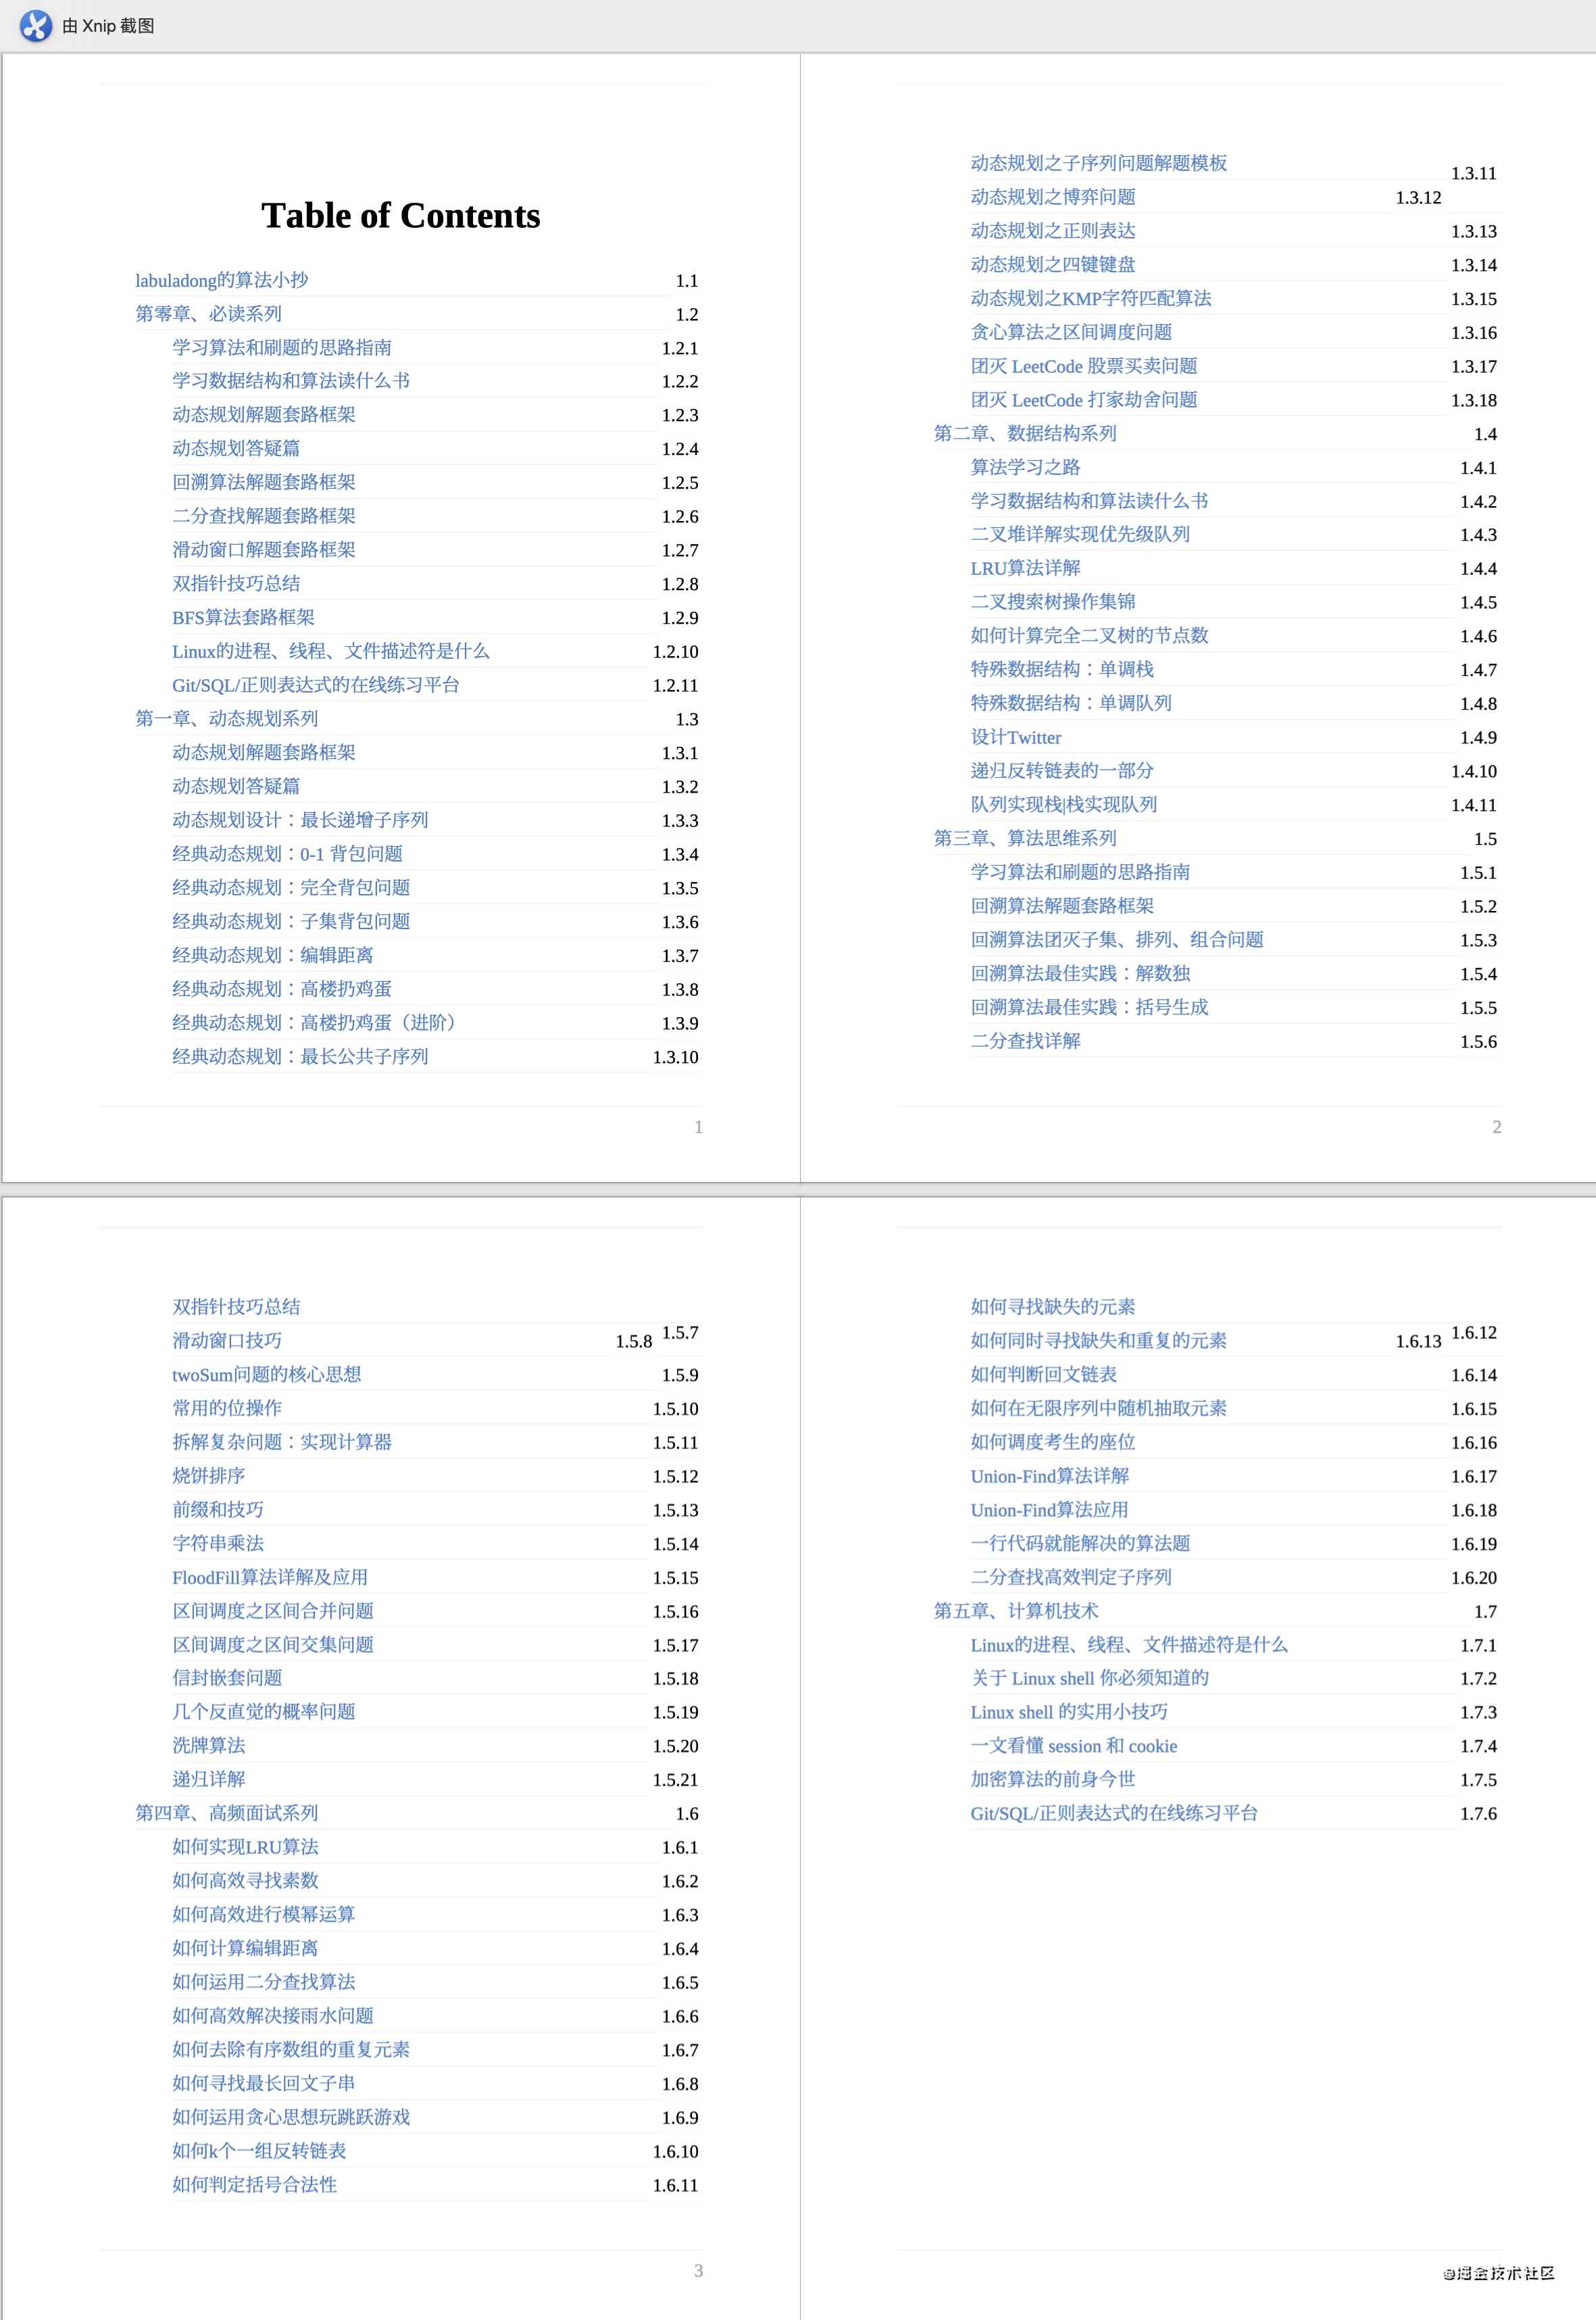 由 Xnip 截图
Table of Contents
labuladong的算法小抄 1.1
第零章、必读系列 1.2
学习算法和刷题的思路指南 1.2.1
学习数据结构和算法读什么书 1.2.2
动态规划解题套路框架 1.2.3
动态规划答疑篇 1.2.4
回溯算法解题套路框架 1.2.5
二分查找解题套路框架 1.2.6
滑动窗口解题套路框架 1.2.7
双指针技巧总结 1.2.8
BFS算法套路框架 1.2.9
Linux的进程、线程、文件描述符是什么 1.2.10
Git/SQL/正则表达式的在线练习平台 1.2.11
第一章、动态规划系列 1.3
动态规划解题套路框架 1.3.1
动态规划答疑篇 1.3.2
动态规划设计：最长递增子序列 1.3.3
经典动态规划：0-1 背包问题 1.3.4
经典动态规划：完全背包问题 1.3.5
经典动态规划：子集背包问题 1.3.6
经典动态规划：编辑距离 1.3.7
经典动态规划：高楼扔鸡蛋 1.3.8
经典动态规划：高楼扔鸡蛋（进阶） 1.3.9
经典动态规划：最长公共子序列 1.3.10
1
动态规划之子序列问题解题模板 1.3.11
动态规划之博弈问题 1.3.12
动态规划之正则表达 1.3.13
动态规划之四键键盘 1.3.14
动态规划之KMP字符匹配算法 1.3.15
贪心算法之区间调度问题 1.3.16
团灭 LeetCode 股票买卖问题 1.3.17
团灭 LeetCode 打家劫舍问题 1.3.18
第二章、数据结构系列 1.4
算法学习之路 1.4.1
学习数据结构和算法读什么书 1.4.2
二叉堆详解实现优先级队列 1.4.3
LRU算法详解 1.4.4
二叉搜索树操作集锦 1.4.5
如何计算完全二叉树的节点数 1.4.6
特殊数据结构：单调栈 1.4.7
特殊数据结构：单调队列 1.4.8
设计Twitter 1.4.9
递归反转链表的一部分 1.4.10
队列实现栈|栈实现队列 1.4.11
第三章、算法思维系列 1.5
学习算法和刷题的思路指南 1.5.1
回溯算法解题套路框架 1.5.2
回溯算法团灭子集、排列、组合问题 1.5.3
回溯算法最佳实践：解数独 1.5.4
回溯算法最佳实践：括号生成 1.5.5
二分查找详解 1.5.6
2
双指针技巧总结 1.5.7
滑动窗口技巧 1.5.8
twoSum问题的核心思想 1.5.9
常用的位操作 1.5.10
拆解复杂问题：实现计算器 1.5.11
烧饼排序 1.5.12
前缀和技巧 1.5.13
字符串乘法 1.5.14
FloodFill算法详解及应用 1.5.15
区间调度之区间合并问题 1.5.16
区间调度之区间交集问题 1.5.17
信封嵌套问题 1.5.18
几个反直觉的概率问题 1.5.19
洗牌算法 1.5.20
递归详解 1.5.21
第四章、高频面试系列 1.6
如何实现LRU算法 1.6.1
如何高效寻找素数 1.6.2
如何高效进行模幂运算 1.6.3
如何计算编辑距离 1.6.4
如何运用二分查找算法 1.6.5
如何高效解决接雨水问题 1.6.6
如何去除有序数组的重复元素 1.6.7
如何寻找最长回文子串 1.6.8
如何运用贪心思想玩跳跃游戏 1.6.9
如何k个一组反转链表 1.6.10
如何判定括号合法性 1.6.11
3
如何寻找缺失的元素 1.6.12
如何同时寻找缺失和重复的元素 1.6.13
如何判断回文链表 1.6.14
如何在无限序列中随机抽取元素 1.6.15
如何调度考生的座位 1.6.16
Union-Find算法详解 1.6.17
Union-Find算法应用 1.6.18
一行代码就能解决的算法题 1.6.19
二分查找高效判定子序列 1.6.20
第五章、计算机技术 1.7
Linux的进程、线程、文件描述符是什么 1.7.1
关于 Linux shell 你必须知道的 1.7.2
Linux shell 的实用小技巧 1.7.3
一文看懂 session 和 cookie 1.7.4
加密算法的前身今世 1.7.5
Git/SQL/正则表达式的在线练习平台 1.7.6
@掘金技术社区